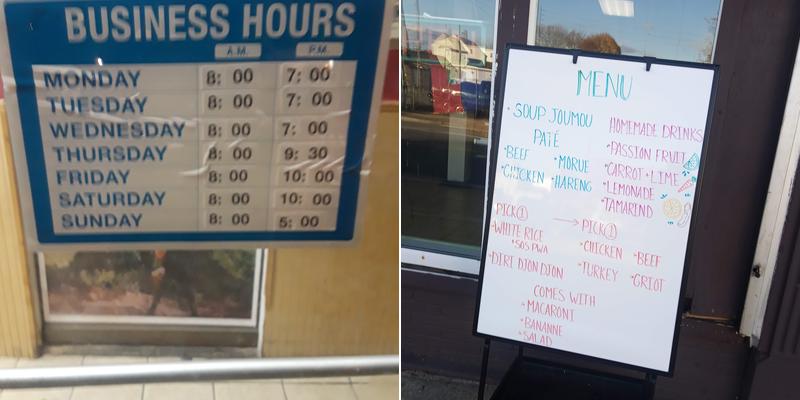 BUSINESS HOURS
A.M. P.M.
MONDAY 8: 00 7: 00
TUESDAY 8: 00 7: 00
WEDNESDAY 8: 00 7: 00
THURSDAY 8: 00 9: 30
FRIDAY 8: 00 10: 00
SATURDAY 8: 00 10: 00
SUNDAY 8: 00 5: 00
MENU
• SOUP JOUMOU
PATÉ
• BEEF • MORUE
• CHICKEN • HARENG
HOMEMADE DRINKS
• PASSION FRUIT
• CARROT • LIME
• LEMONADE
• TAMARIND
PICK ①
• WHITE RICE
• SOS PWA
• DIRI DJON DJON
→ PICK ①
• CHICKEN • BEEF
• TURKEY • GRIOT
COMES WITH
• MACARONI
• BANANNE
• SALAD